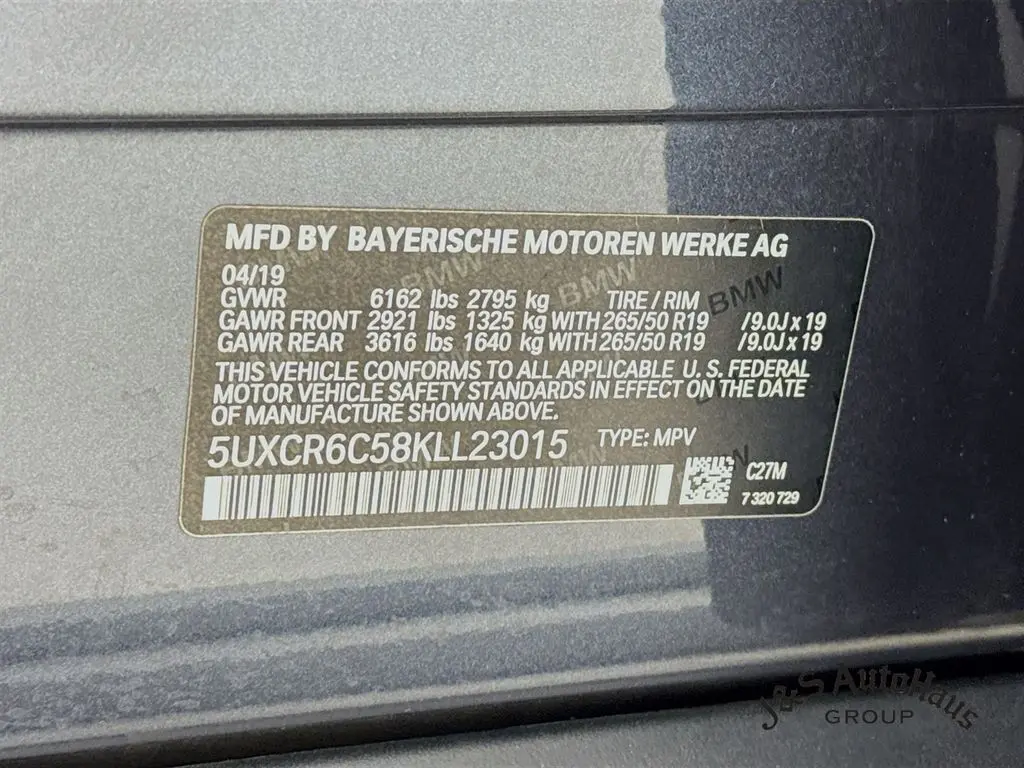 MFD BY BAYERISCHE MOTOREN WERKE AG
04/19
GVWR 6162 lbs 2795 kg TIRE / RIM
GAWR FRONT 2921 lbs 1325 kg WITH 265/50 R19 /9.0J x 19
GAWR REAR 3616 lbs 1640 kg WITH 265/50 R19 /9.0J x 19
THIS VEHICLE CONFORMS TO ALL APPLICABLE U. S. FEDERAL
MOTOR VEHICLE SAFETY STANDARDS IN EFFECT ON THE DATE
OF MANUFACTURE SHOWN ABOVE.
5UXCR6C58KLL23015 TYPE: MPV
C27M
7 320 729
BMW
BMW
BMW
J&S AutoHaus
GROUP